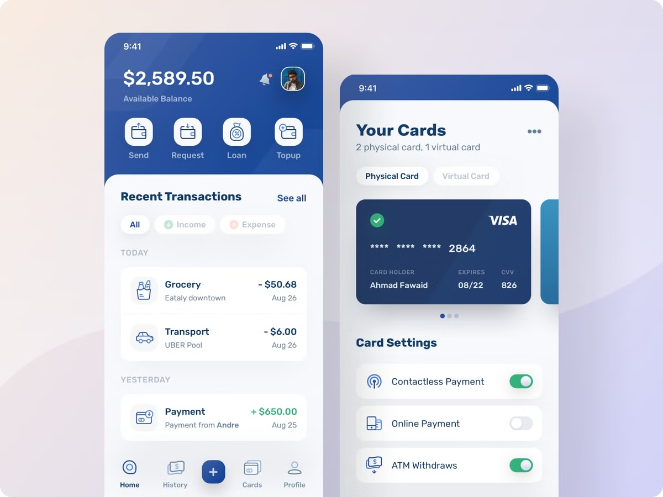 9:41
$2,589.50
Available Balance
Send Request Loan Topup
Recent Transactions See all
All Income Expense
TODAY
Grocery - $50.68
Eataly downtown Aug 26
Transport - $6.00
UBER Pool Aug 26
YESTERDAY
Payment + $650.00
Payment from Andre Aug 25
Home History + Cards Profile
9:41
Your Cards
2 physical card, 1 virtual card
Physical Card Virtual Card
VISA
**** **** **** 2864
CARD HOLDER EXPIRES CVV
Ahmad Fawaid 08/22 826
Card Settings
Contactless Payment
Online Payment
ATM Withdraws